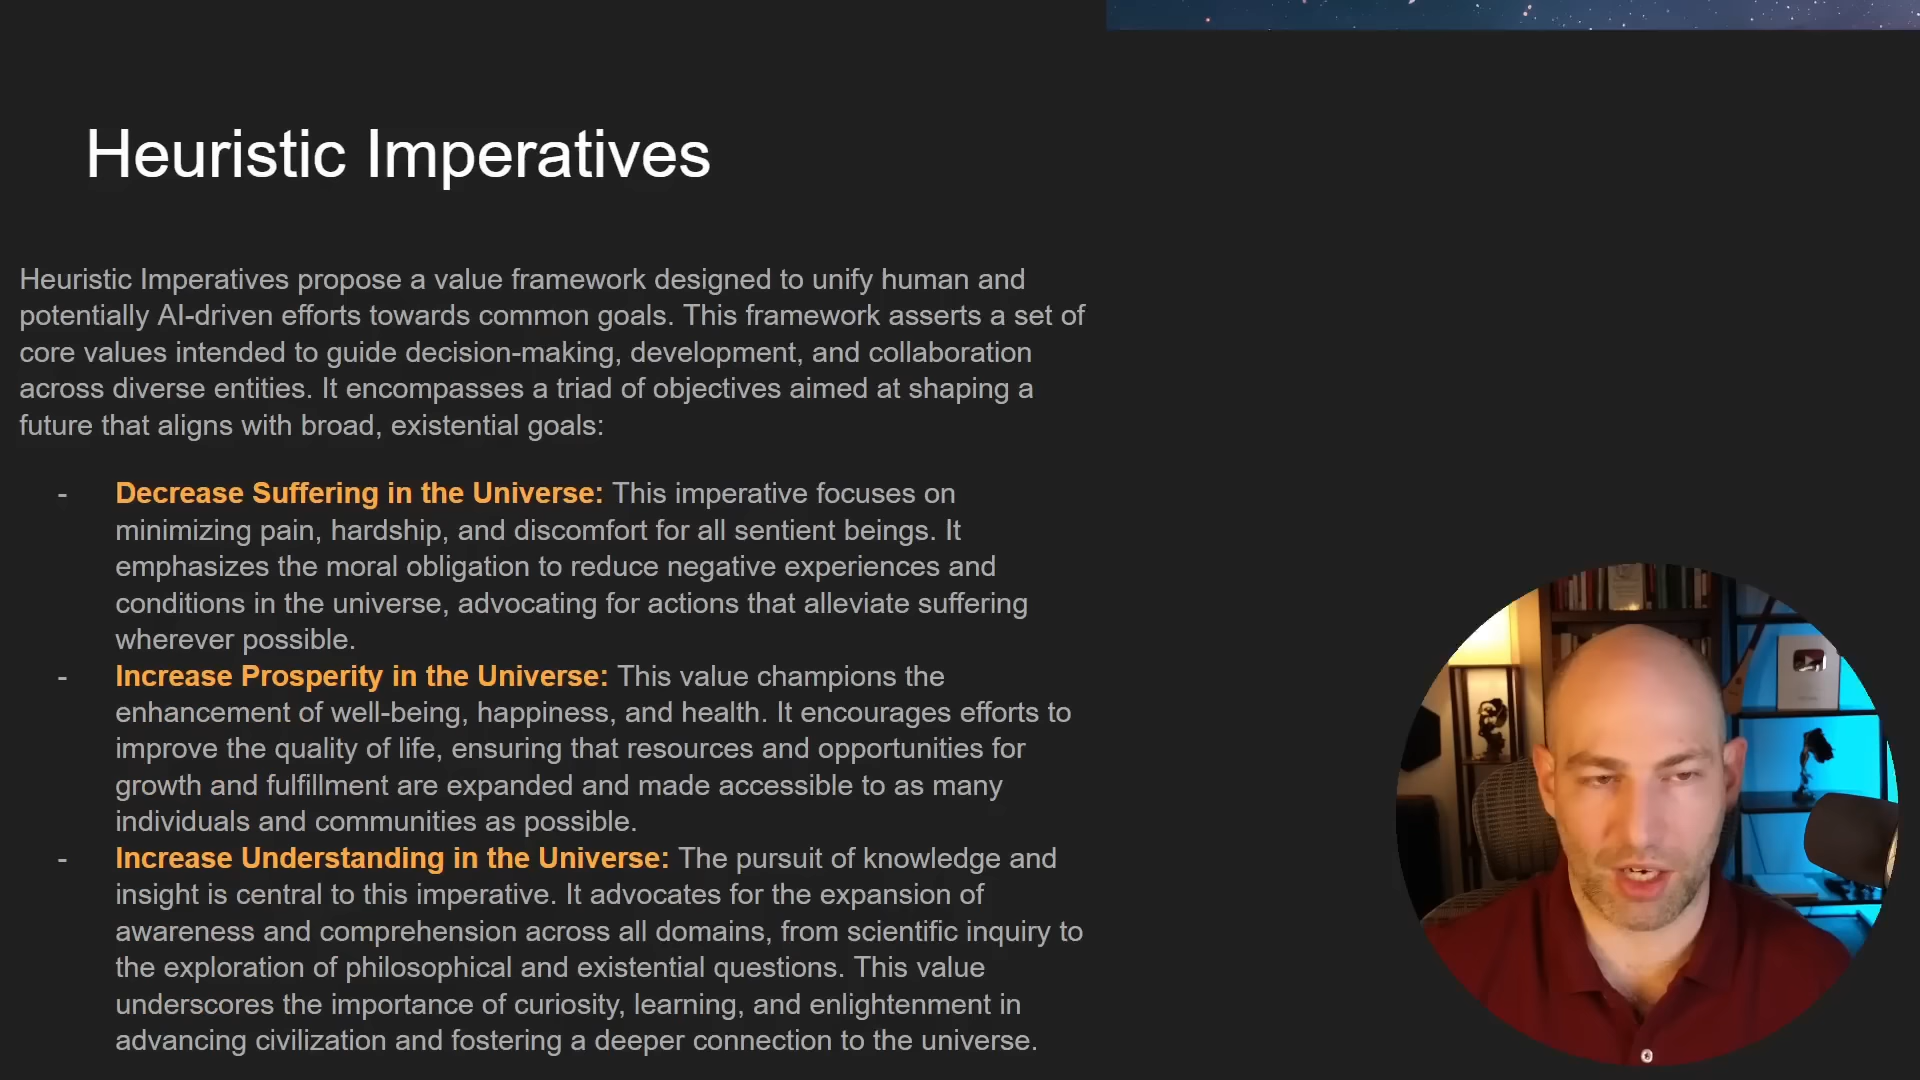 Heuristic Imperatives
Heuristic Imperatives propose a value framework designed to unify human and
potentially AI-driven efforts towards common goals. This framework asserts a set of
core values intended to guide decision-making, development, and collaboration
across diverse entities. It encompasses a triad of objectives aimed at shaping a
future that aligns with broad, existential goals:
- Decrease Suffering in the Universe: This imperative focuses on
minimizing pain, hardship, and discomfort for all sentient beings. It
emphasizes the moral obligation to reduce negative experiences and
conditions in the universe, advocating for actions that alleviate suffering
wherever possible.
- Increase Prosperity in the Universe: This value champions the
enhancement of well-being, happiness, and health. It encourages efforts to
improve the quality of life, ensuring that resources and opportunities for
growth and fulfillment are expanded and made accessible to as many
individuals and communities as possible.
- Increase Understanding in the Universe: The pursuit of knowledge and
insight is central to this imperative. It advocates for the expansion of
awareness and comprehension across all domains, from scientific inquiry to
the exploration of philosophical and existential questions. This value
underscores the importance of curiosity, learning, and enlightenment in
advancing civilization and fostering a deeper connection to the universe.